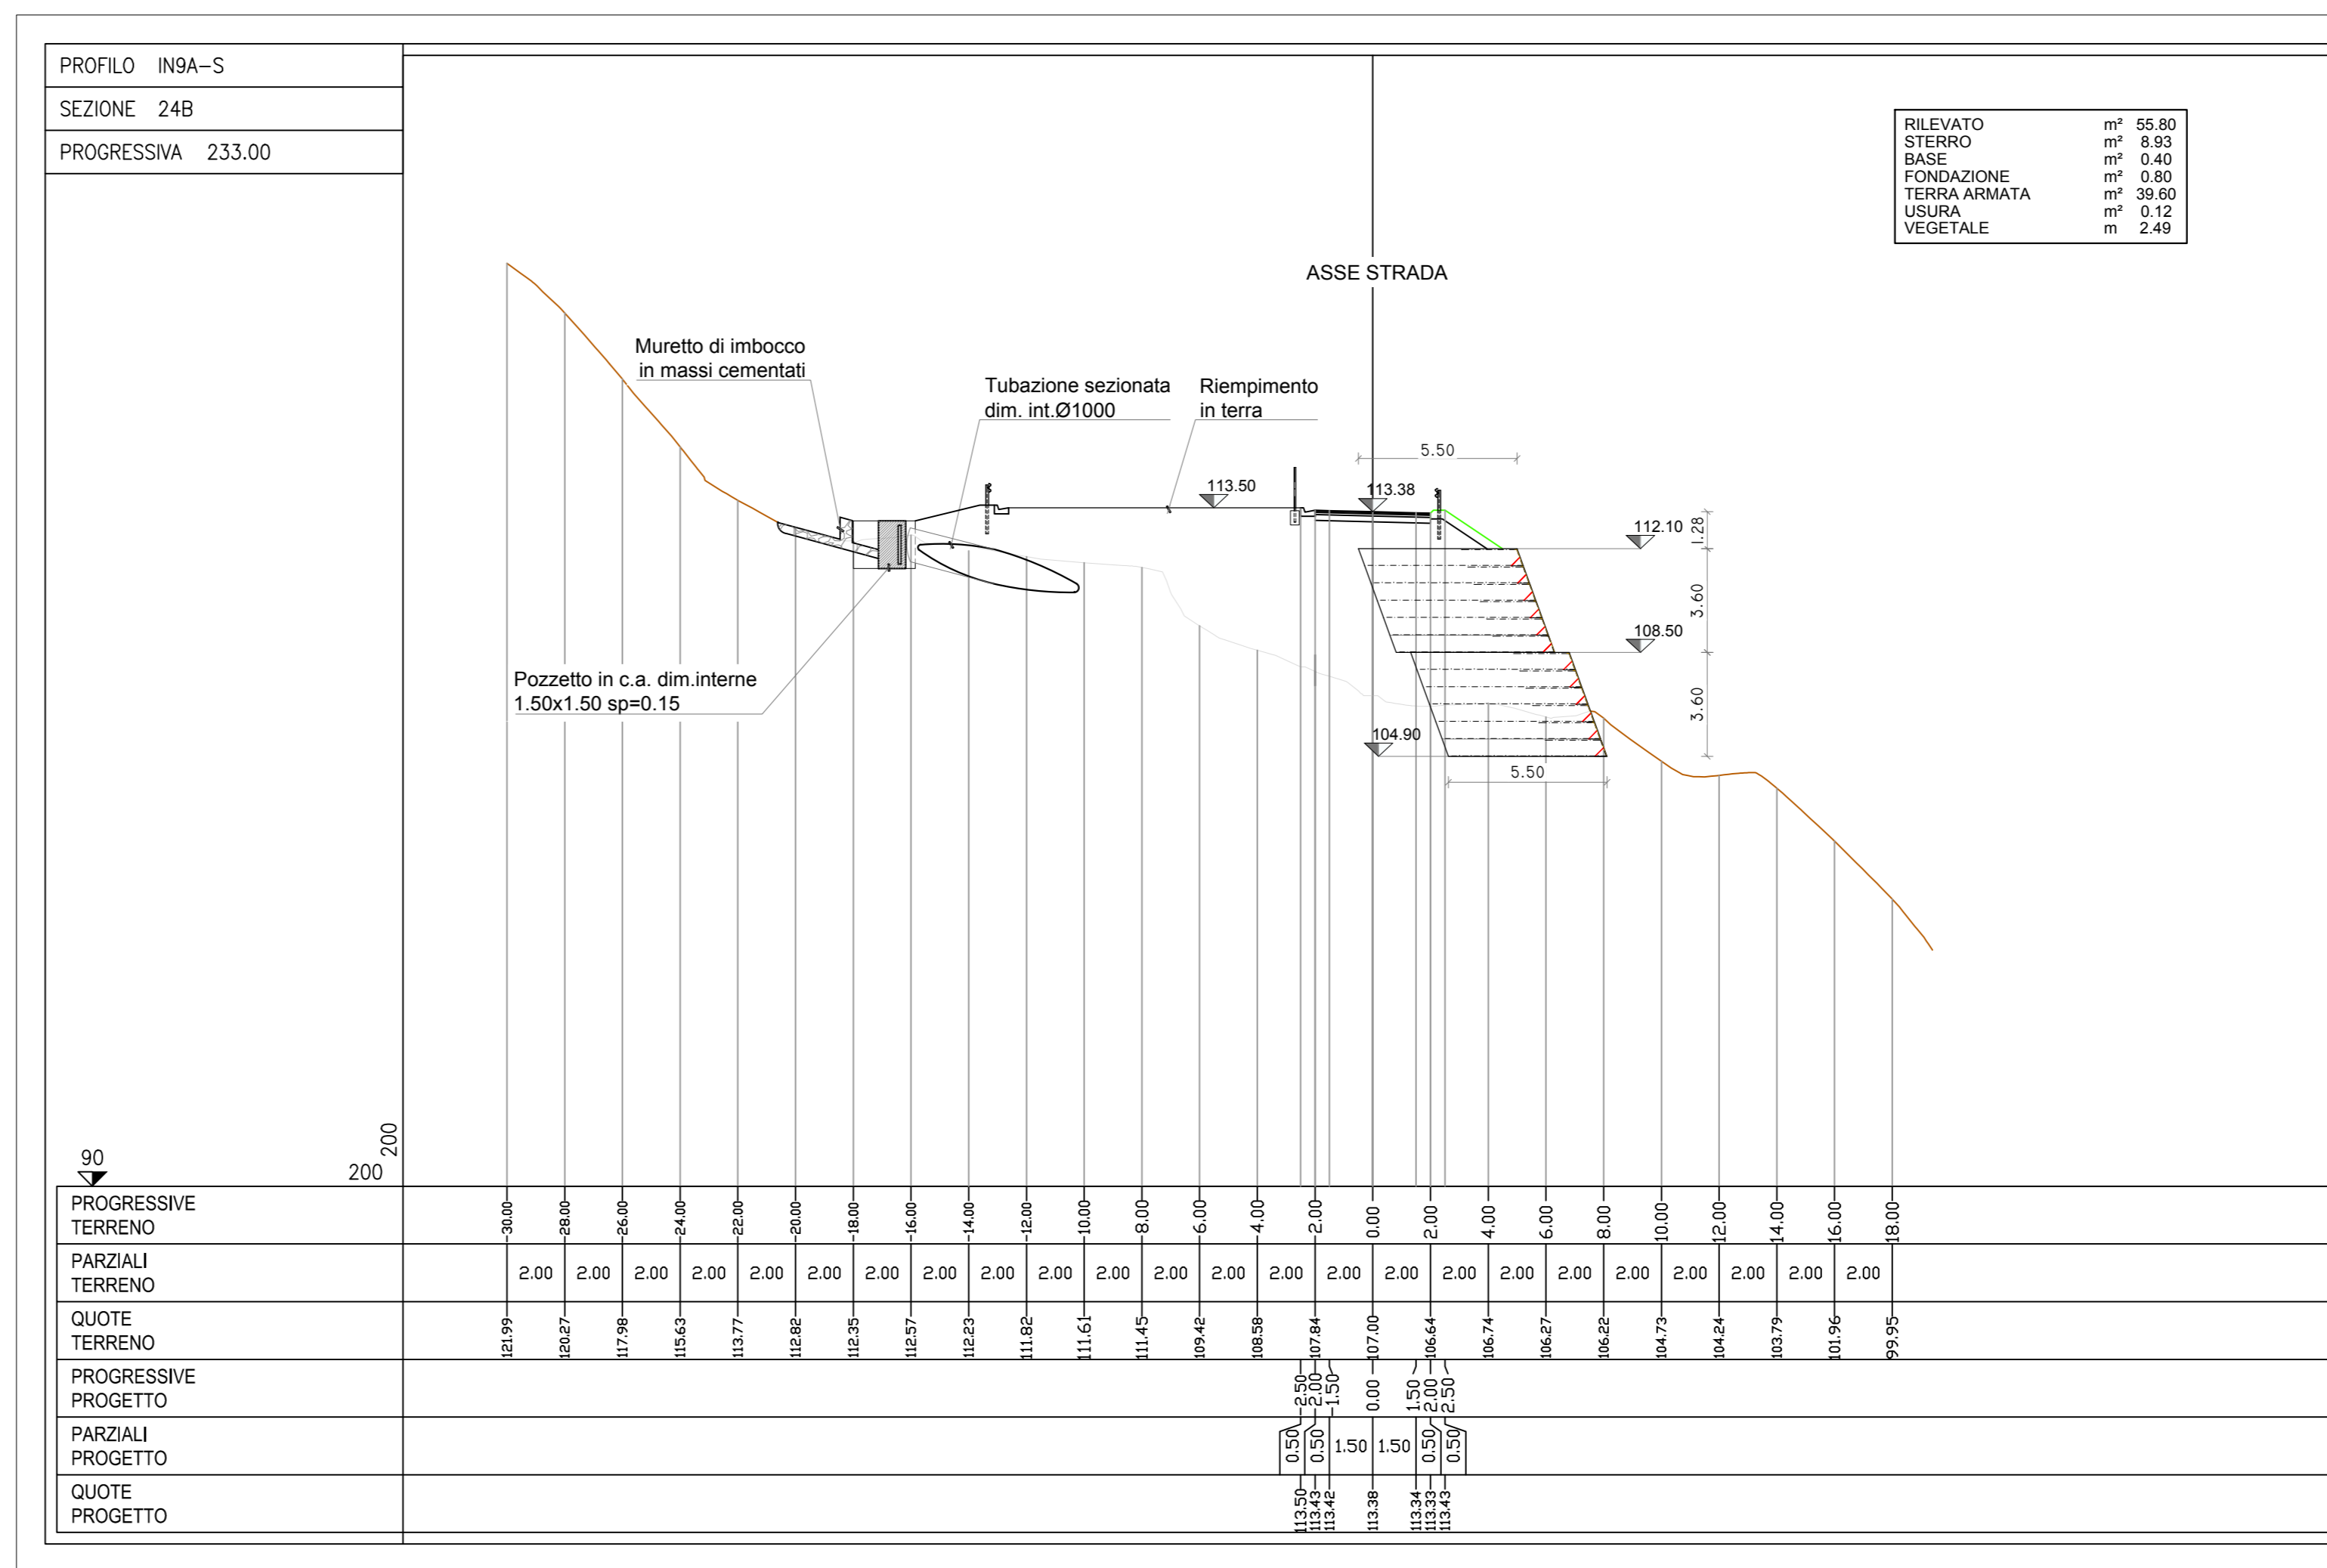 PROFILO IN9A-S
SEZIONE 24B
PROGRESSIVA 233.00
RILEVATO m² 55.80
STERRO m² 8.93
BASE m² 0.40
FONDAZIONE m² 0.80
TERRA ARMATA m² 39.60
USURA m² 0.12
VEGETALE m 2.49
ASSE STRADA
Muretto di imbocco
in massi cementati
Tubazione sezionata
dim. int.Ø1000
Riempimento
in terra
5.50
113.50
113.38
112.10
1.28
3.60
108.50
3.60
104.90
5.50
Pozzetto in c.a. dim.interne
1.50x1.50 sp=0.15
90
200
200
PROGRESSIVE
TERRENO
-30.00 -28.00 -26.00 -24.00 -22.00 -20.00 -18.00 -16.00 -14.00 -12.00 -10.00 -8.00 -6.00 -4.00 -2.00 0.00 2.00 4.00 6.00 8.00 10.00 12.00 14.00 16.00 18.00
PARZIALI
TERRENO
2.00 2.00 2.00 2.00 2.00 2.00 2.00 2.00 2.00 2.00 2.00 2.00 2.00 2.00 2.00 2.00 2.00 2.00 2.00 2.00 2.00 2.00 2.00 2.00
QUOTE
TERRENO
121.99 120.27 117.98 115.63 113.77 112.82 112.35 112.57 112.23 111.82 111.61 111.45 109.42 108.58 107.84 107.00 106.64 106.74 106.27 106.22 104.73 104.24 103.79 101.96 99.95
PROGRESSIVE
PROGETTO
-2.50 -2.00 -1.50 0.00 1.50 2.00 2.50
PARZIALI
PROGETTO
0.50 0.50 1.50 1.50 0.50 0.50
QUOTE
PROGETTO
113.50 113.43 113.42 113.38 113.34 113.33 113.43